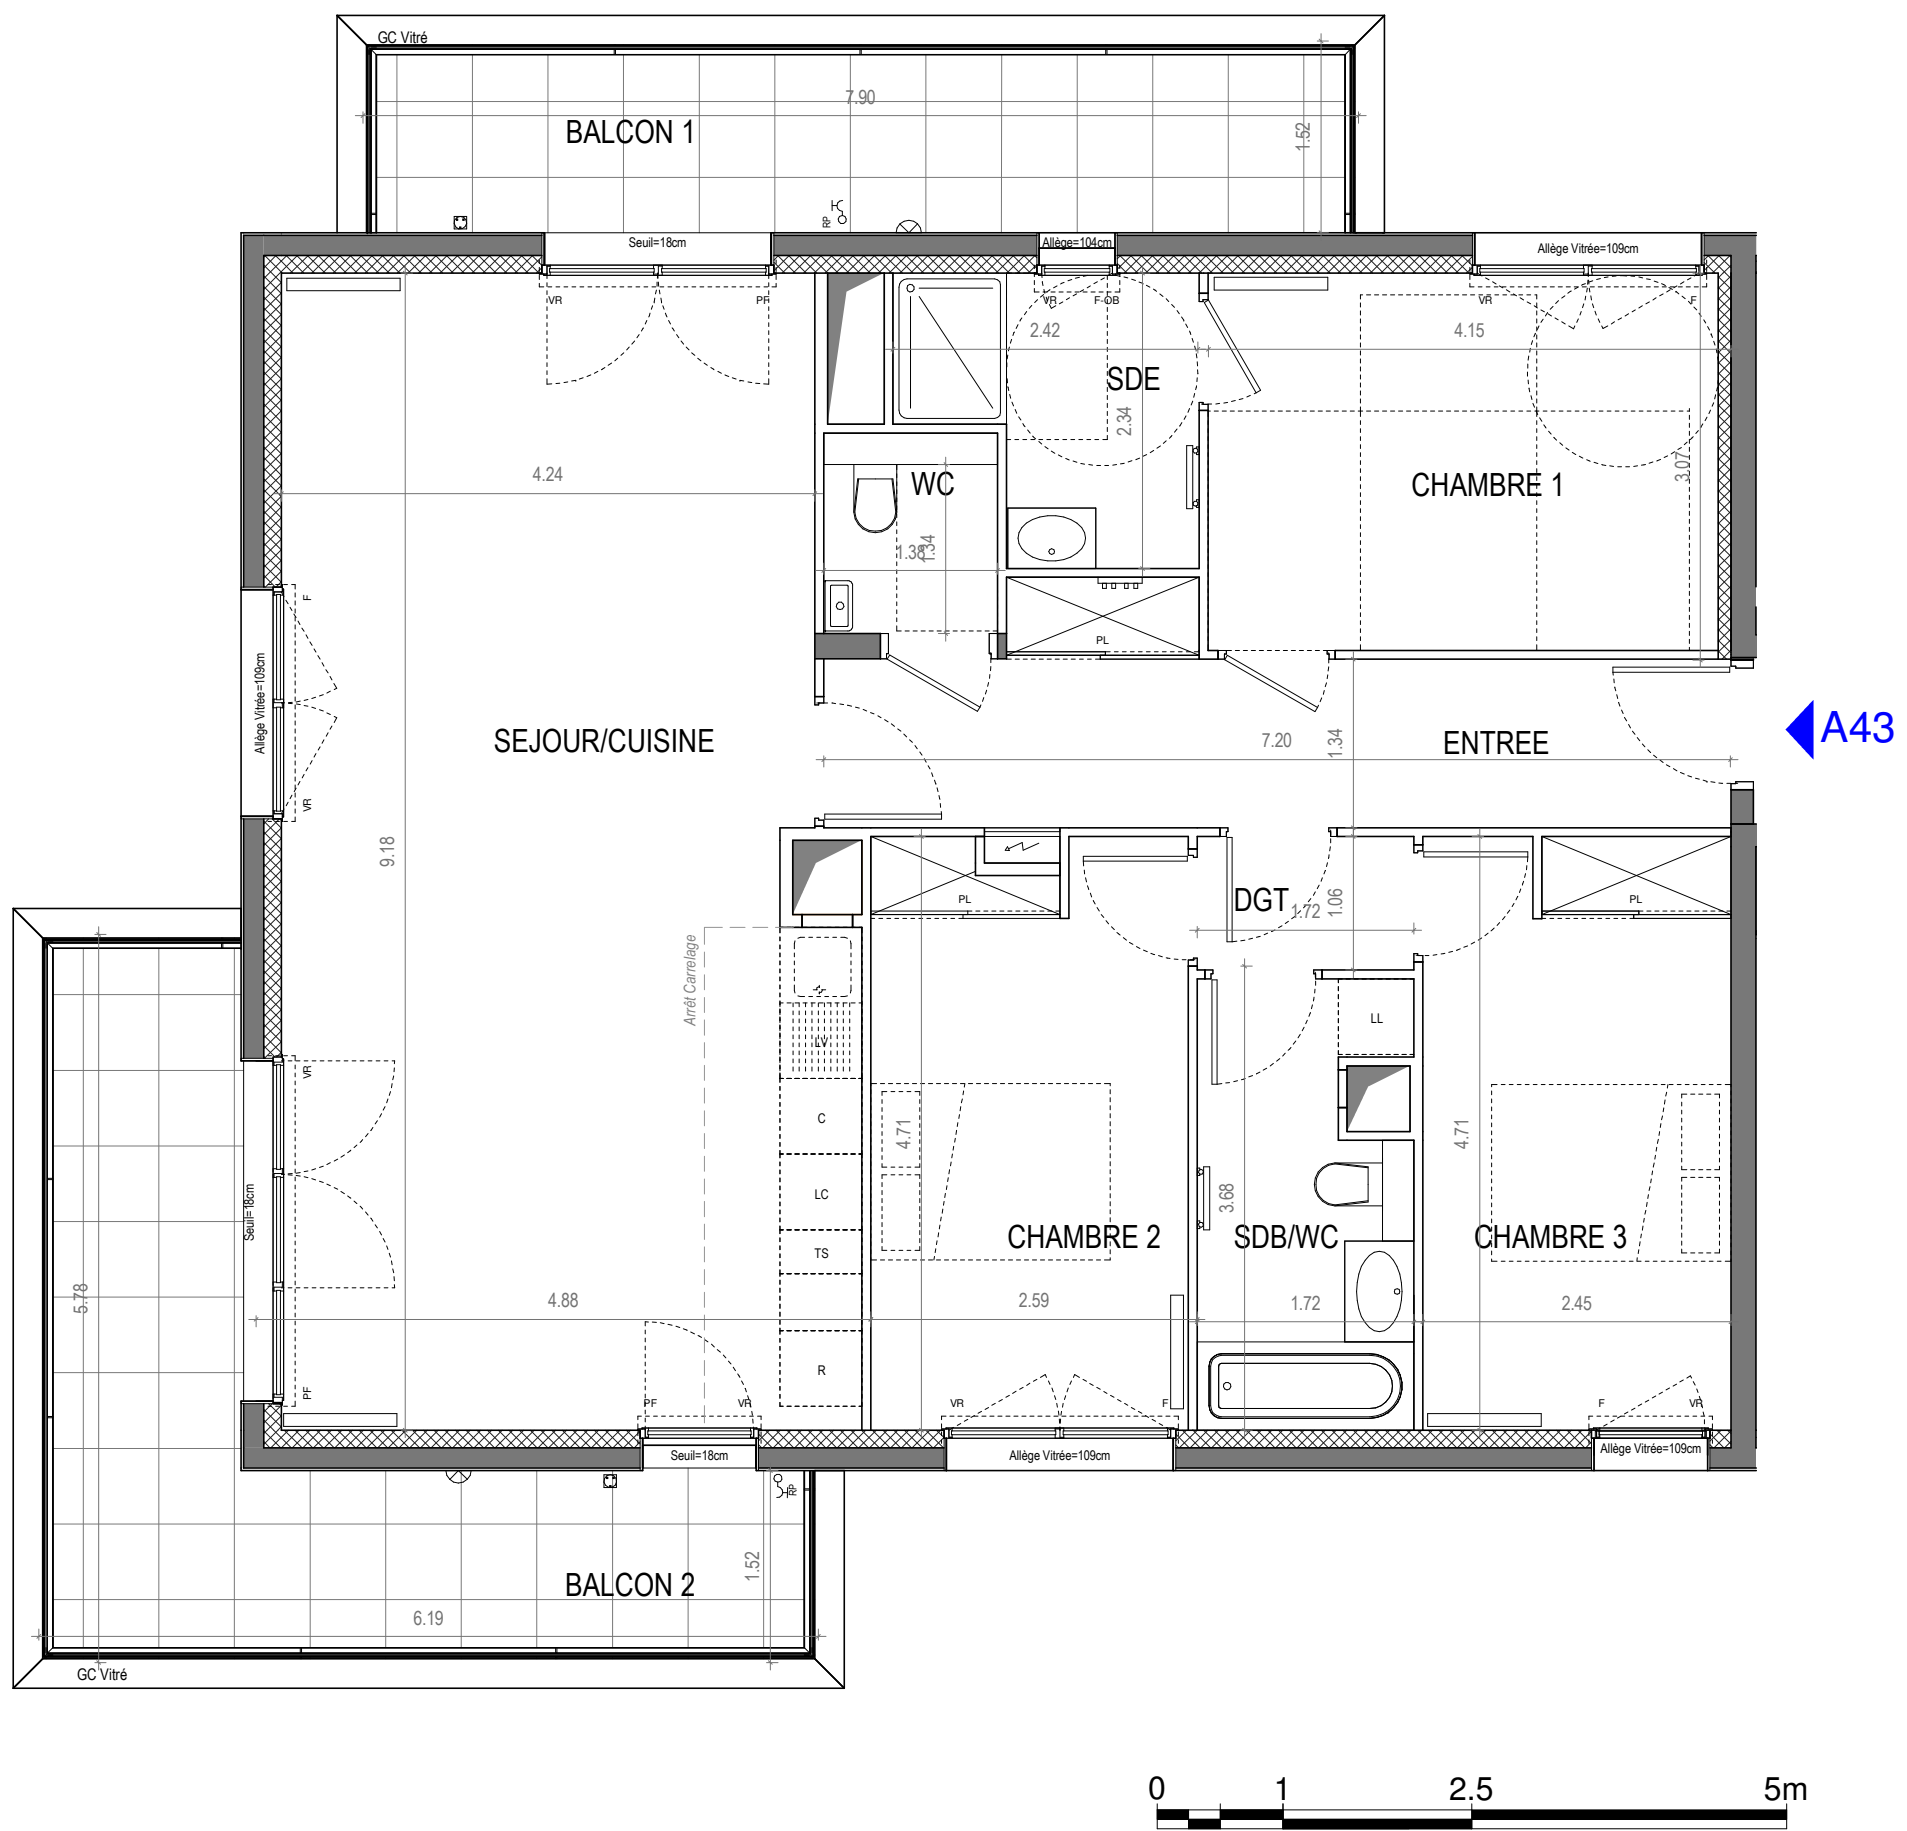 GC Vitré
7.90
BALCON 1
1.52
RP
Seuil=18cm
Allège=104cm
Allège Vitrée=109cm
VR
PF
VR
F-OB
VR
F
2.42
4.15
SDE
2.34
4.24
WC
CHAMBRE 1
3.07
1.38
1.34
F
PL
Allège Vitrée=109cm
SEJOUR/CUISINE
7.20
1.34
ENTREE
A43
VR
9.18
PL
DGT
1.72
1.06
PL
Arrêt Carrelage
LL
LV
VR
C
4.71
4.71
LC
3.68
Seuil=18cm
CHAMBRE 2
SDB/WC
CHAMBRE 3
TS
5.78
4.88
2.59
1.72
2.45
R
PF
PF
VR
VR
F
F
VR
Seuil=18cm
Allège Vitrée=109cm
Allège Vitrée=109cm
RP
1.52
BALCON 2
6.19
GC Vitré
0 1 2.5 5m